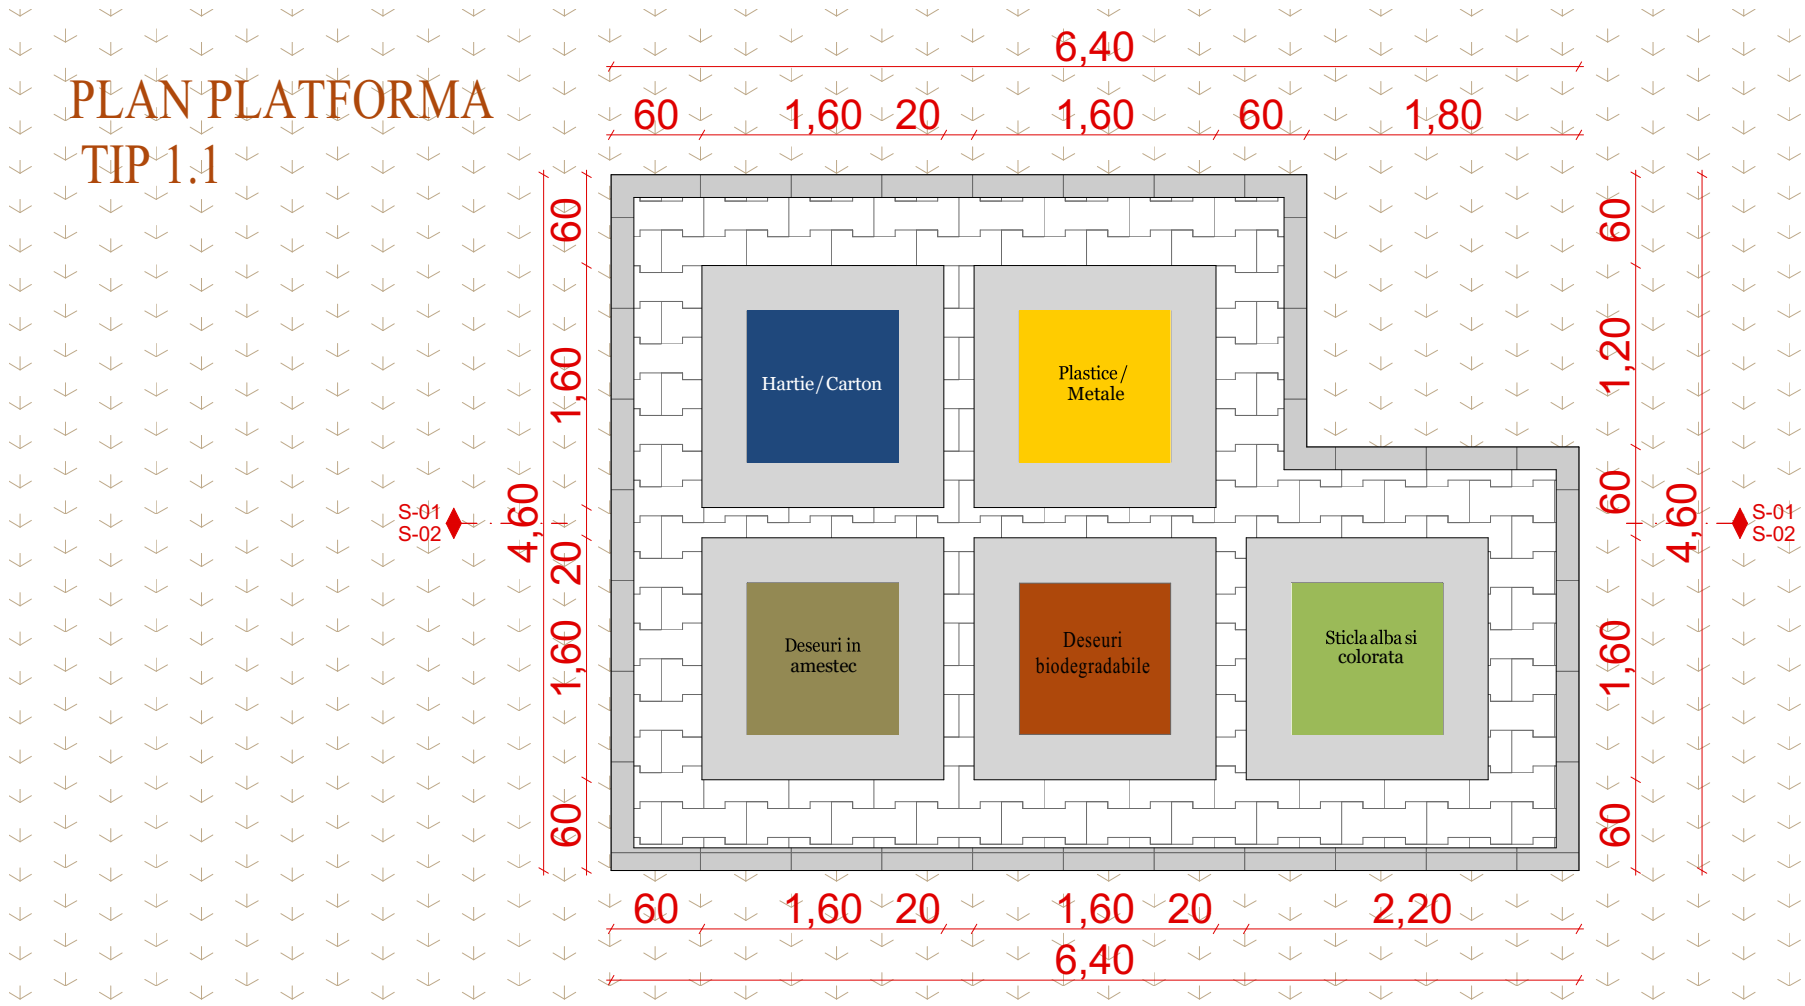 6,40
PLAN PLATFORMA
TIP 1.1
60 1,60 20 1,60 60 1,80
60
1,60
20
1,60
60
4,60
60
1,20
60
1,60
60
4,60
Hartie / Carton
Plastice /
Metale
S-01
S-02
S-01
S-02
Deseuri in
amestec
Deseuri
biodegradabile
Sticla alba si
colorata
60 1,60 20 1,60 20 2,20
6,40